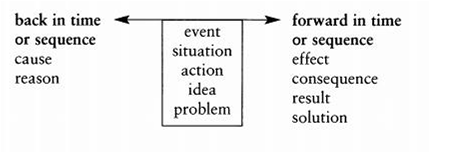 back in time
or sequence
cause
reason
event
situation
action
idea
problem
forward in time
or sequence
effect
consequence
result
solution